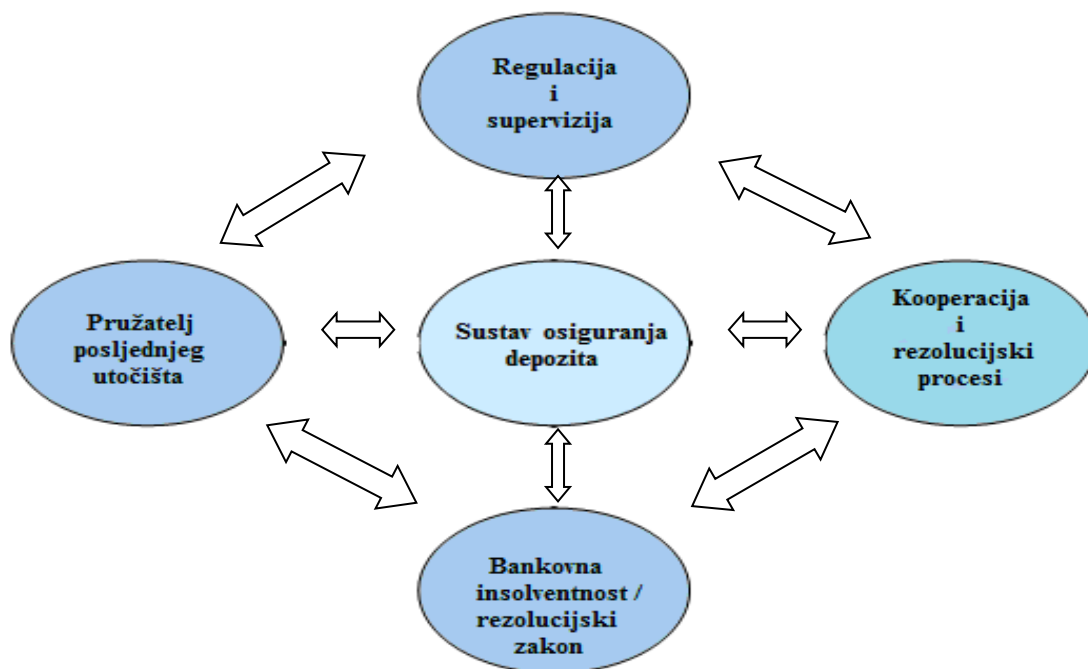 Regulacija
i
supervizija
Pružatelj
posljednjeg
utočišta
Sustav osiguranja
depozita
Kooperacija
i
rezolucijski
procesi
Bankovna
insolventnost /
rezolucijski
zakon